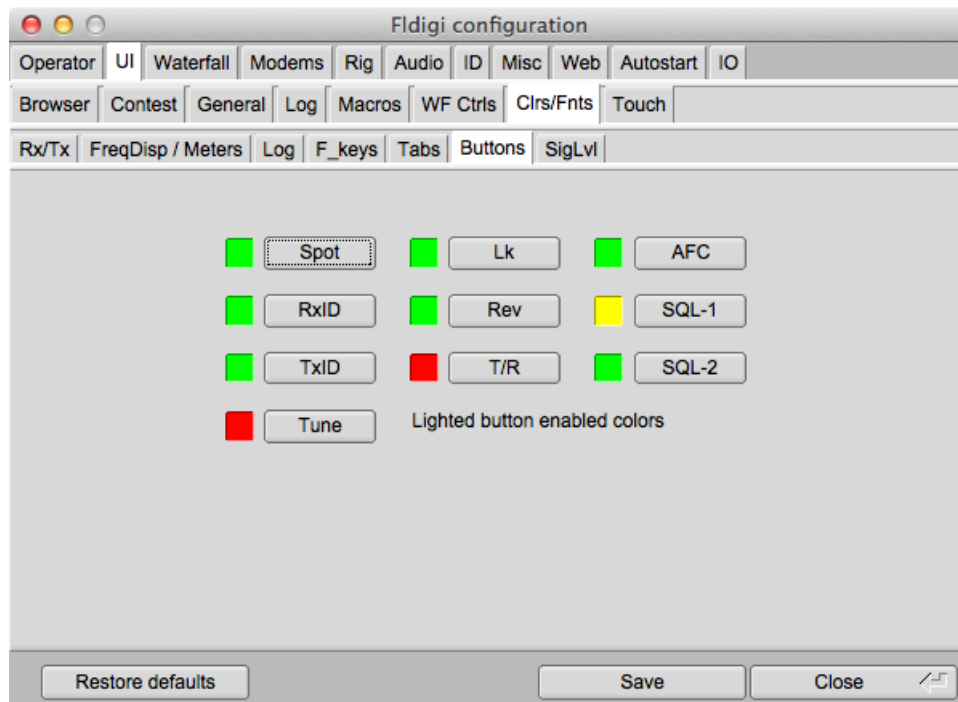 Fldigi configuration
Operator UI Waterfall Modems Rig Audio ID Misc Web Autostart IO
Browser Contest General Log Macros WF Ctrls Clrs/Fnts Touch
Rx/Tx FreqDisp / Meters Log F_keys Tabs Buttons SigLvl
Spot Lk AFC
RxID Rev SQL-1
TxID T/R SQL-2
Tune Lighted button enabled colors
Restore defaults Save Close